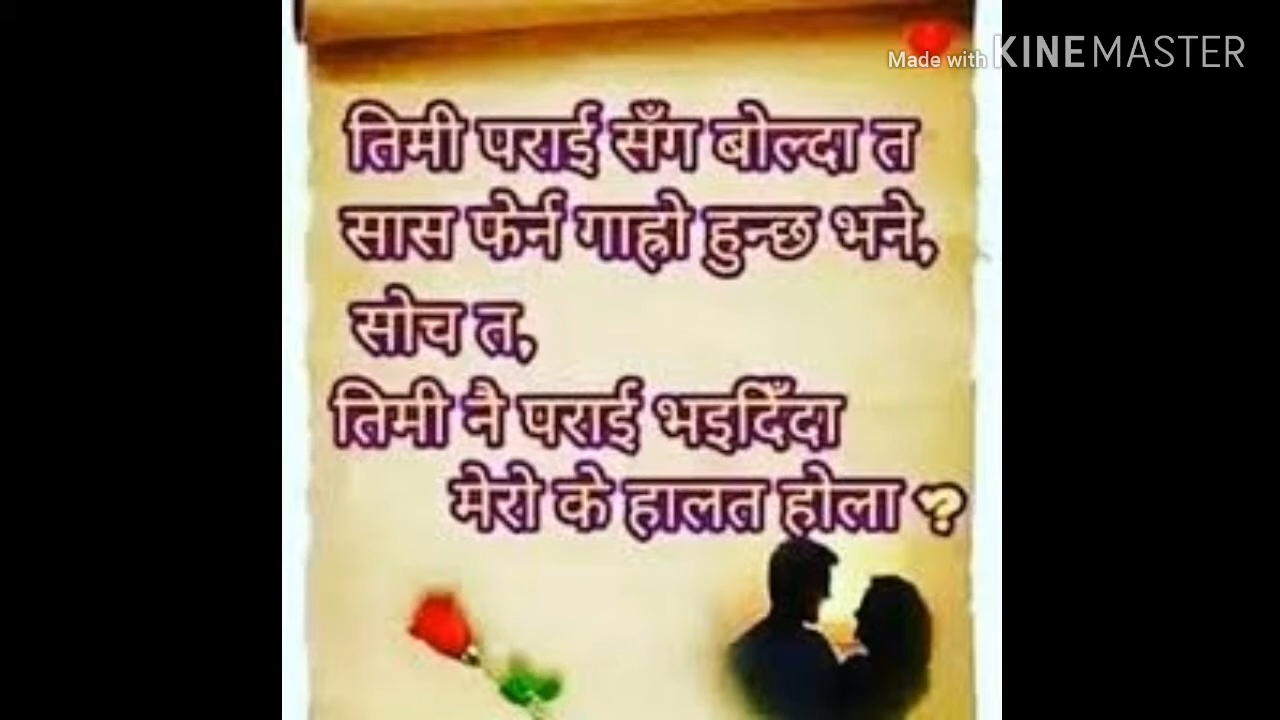 Made with KINEMASTER
तिमी पराई सँग बोल्दा त
सास फेर्न गाह्रो हुन्छ भने,
सोच त,
तिमी नै पराई भइदिँदा
मेरो के हालत होला ?